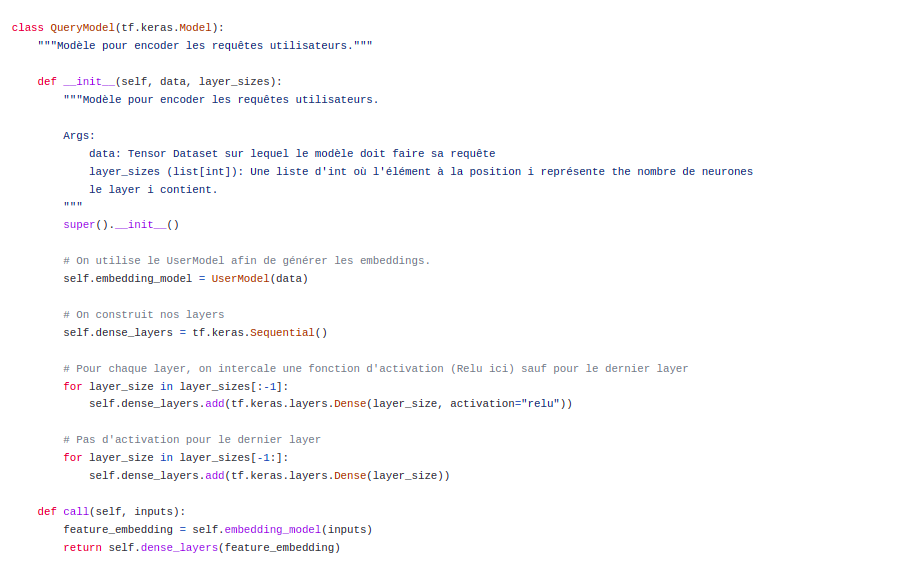 class QueryModel(tf.keras.Model):
    """Modèle pour encoder les requêtes utilisateurs."""

    def __init__(self, data, layer_sizes):
        """Modèle pour encoder les requêtes utilisateurs.

        Args:
            data: Tensor Dataset sur lequel le modèle doit faire sa requête
            layer_sizes (list[int]): Une liste d'int où l'élément à la position i représente the nombre de neurones
            le layer i contient.
        """
        super().__init__()

        # On utilise le UserModel afin de générer les embeddings.
        self.embedding_model = UserModel(data)

        # On construit nos layers
        self.dense_layers = tf.keras.Sequential()

        # Pour chaque layer, on intercale une fonction d'activation (Relu ici) sauf pour le dernier layer
        for layer_size in layer_sizes[:-1]:
            self.dense_layers.add(tf.keras.layers.Dense(layer_size, activation="relu"))

        # Pas d'activation pour le dernier layer
        for layer_size in layer_sizes[-1:]:
            self.dense_layers.add(tf.keras.layers.Dense(layer_size))

    def call(self, inputs):
        feature_embedding = self.embedding_model(inputs)
        return self.dense_layers(feature_embedding)